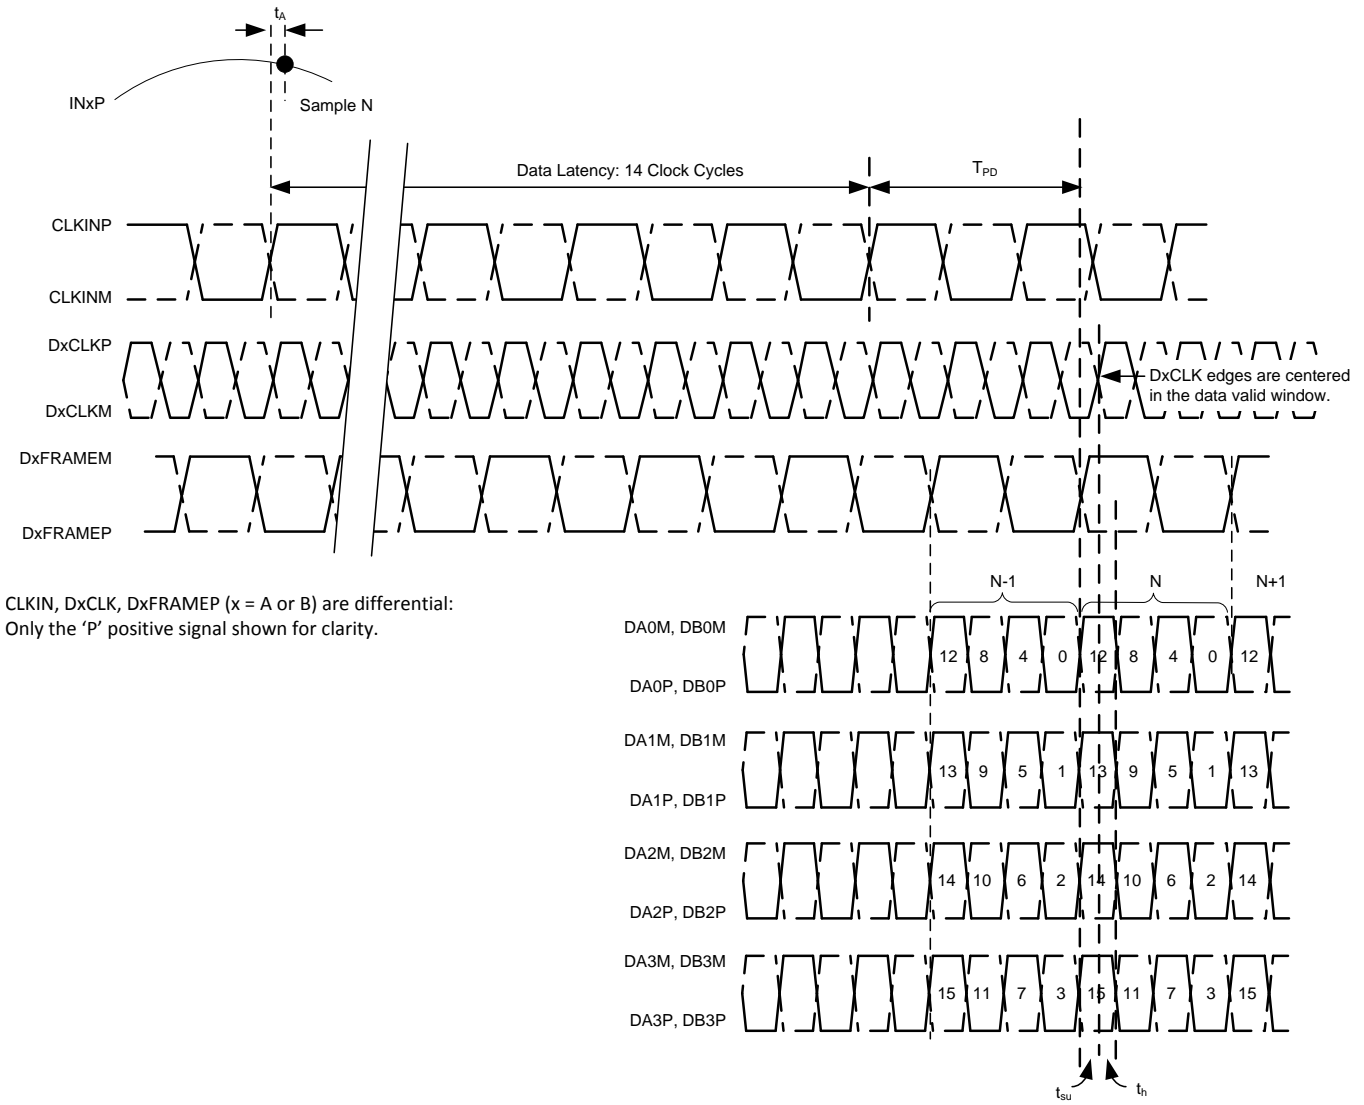 tA
INxP
Sample N
Data Latency: 14 Clock Cycles
TPD
CLKINP
CLKINM
DxCLKP
DxCLKM
DxCLK edges are centered
in the data valid window.
DxFRAMEM
DxFRAMEP
CLKIN, DxCLK, DxFRAMEP (x = A or B) are differential:
Only the ‘P’ positive signal shown for clarity.
N-1 N N+1
DA0M, DB0M
12 8 4 0 12 8 4 0 12
DA0P, DB0P
DA1M, DB1M
13 9 5 1 13 9 5 1 13
DA1P, DB1P
DA2M, DB2M
14 10 6 2 14 10 6 2 14
DA2P, DB2P
DA3M, DB3M
15 11 7 3 15 11 7 3 15
DA3P, DB3P
tsu th